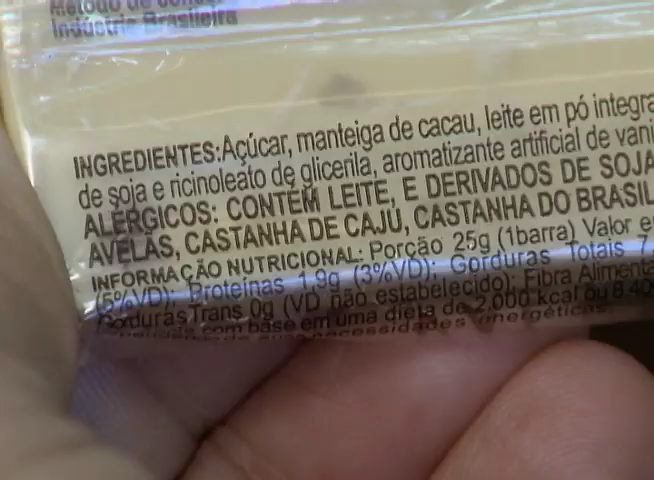 Indústria Brasileira
INGREDIENTES:Açúcar, manteiga de cacau, leite em pó integra
de soja e ricinoleato de glicerila, aromatizante artificial de vani
ALÉRGICOS: CONTÉM LEITE, E DERIVADOS DE SOJA
AVELÃS, CASTANHA DE CAJU, CASTANHA DO BRASIL
INFORMAÇÃO NUTRICIONAL: Porção 25g (1barra) Valor e
(5%VD); Proteínas 1,9g (3%VD); Gorduras Totais 7
Gorduras Trans 0g (VD não estabelecido); Fibra Alimenta
com base em uma dieta de 2.000 kcal ou 8.40
de suas necessidades energéticas